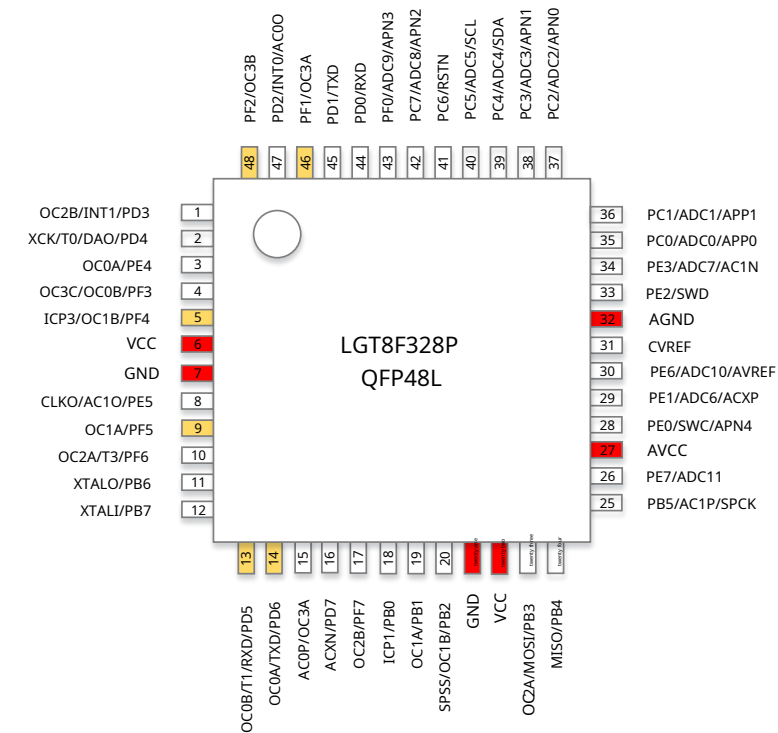 PF2/OC3B
PD2/INT0/AC0O
PF1/OC3A
PD1/TXD
PD0/RXD
PF0/ADC9/APN3
PC7/ADC8/APN2
PC6/RSTN
PC5/ADC5/SCL
PC4/ADC4/SDA
PC3/ADC3/APN1
PC2/ADC2/APN0
48
47
46
45
44
43
42
41
40
39
38
37
OC2B/INT1/PD3 1
XCK/T0/DAO/PD4 2
OC0A/PE4 3
OC3C/OC0B/PF3 4
ICP3/OC1B/PF4 5
VCC 6
GND 7
CLKO/AC1O/PE5 8
OC1A/PF5 9
OC2A/T3/PF6 10
XTALO/PB6 11
XTALI/PB7 12
LGT8F328P
QFP48L
36 PC1/ADC1/APP1
35 PC0/ADC0/APP0
34 PE3/ADC7/AC1N
33 PE2/SWD
32 AGND
31 CVREF
30 PE6/ADC10/AVREF
29 PE1/ADC6/ACXP
28 PE0/SWC/APN4
27 AVCC
26 PE7/ADC11
25 PB5/AC1P/SPCK
13
14
15
16
17
18
19
20
twenty one
twenty two
twenty three
twenty four
OC0B/T1/RXD/PD5
OC0A/TXD/PD6
AC0P/OC3A
ACXN/PD7
OC2B/PF7
ICP1/PB0
OC1A/PB1
SPSS/OC1B/PB2
GND
VCC
OC2A/MOSI/PB3
MISO/PB4